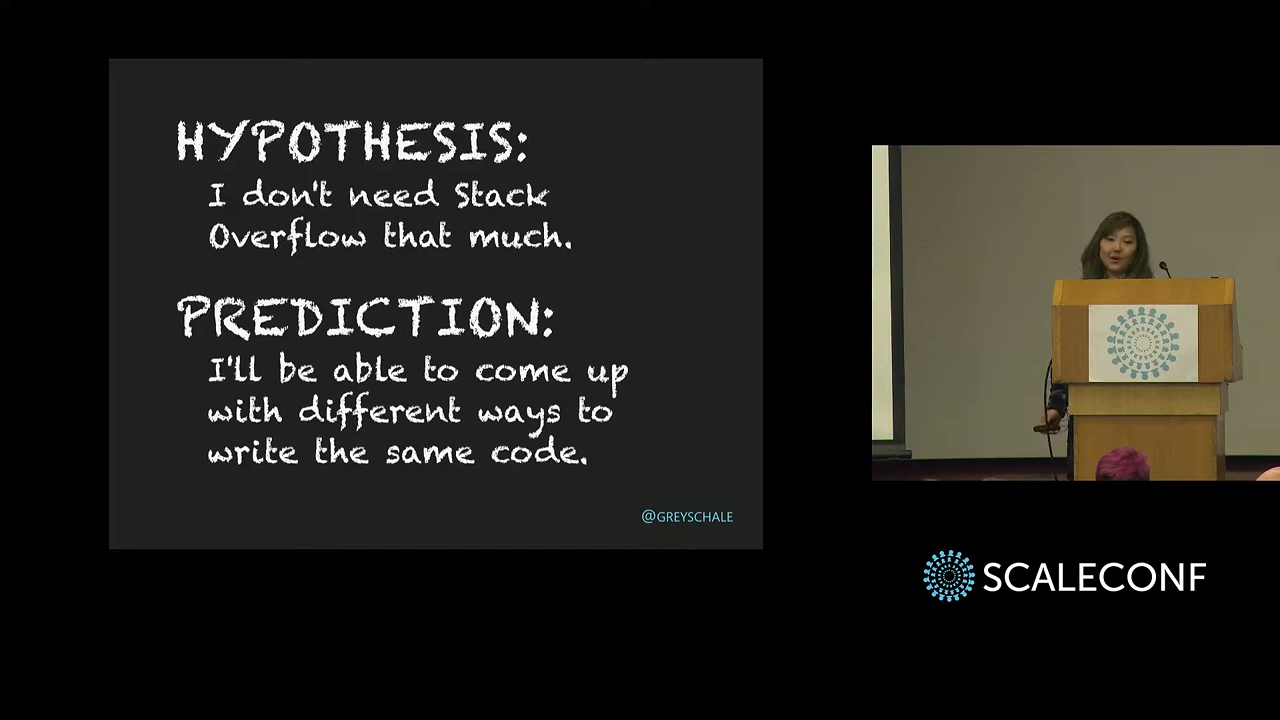 HYPOTHESIS:
I don't need Stack
Overflow that much.
PREDICTION:
I'll be able to come up
with different ways to
write the same code.
@GREYSCHALE
SCALECONF